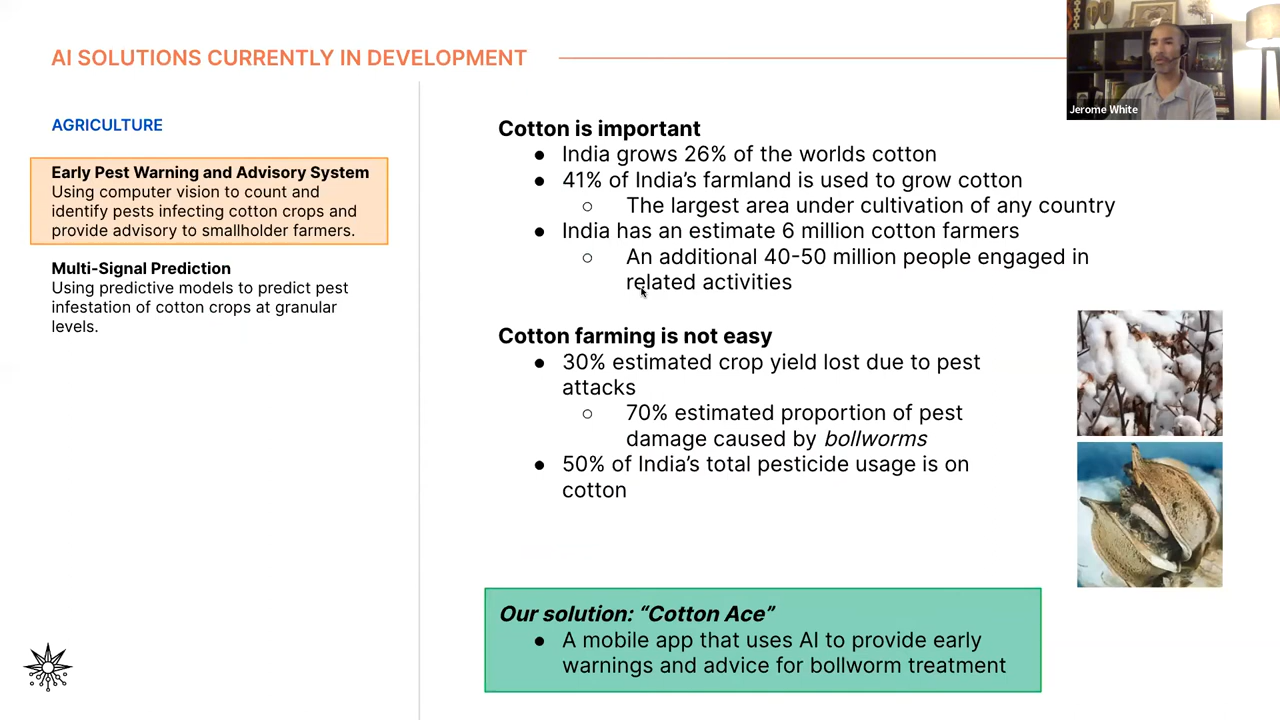 AI SOLUTIONS CURRENTLY IN DEVELOPMENT
Jerome White
AGRICULTURE
Early Pest Warning and Advisory System
Using computer vision to count and
identify pests infecting cotton crops and
provide advisory to smallholder farmers.
Multi-Signal Prediction
Using predictive models to predict pest
infestation of cotton crops at granular
levels.
Cotton is important
● India grows 26% of the worlds cotton
● 41% of India’s farmland is used to grow cotton
○ The largest area under cultivation of any country
● India has an estimate 6 million cotton farmers
○ An additional 40-50 million people engaged in
related activities
Cotton farming is not easy
● 30% estimated crop yield lost due to pest
attacks
○ 70% estimated proportion of pest
damage caused by bollworms
● 50% of India’s total pesticide usage is on
cotton
Our solution: “Cotton Ace”
● A mobile app that uses AI to provide early
warnings and advice for bollworm treatment